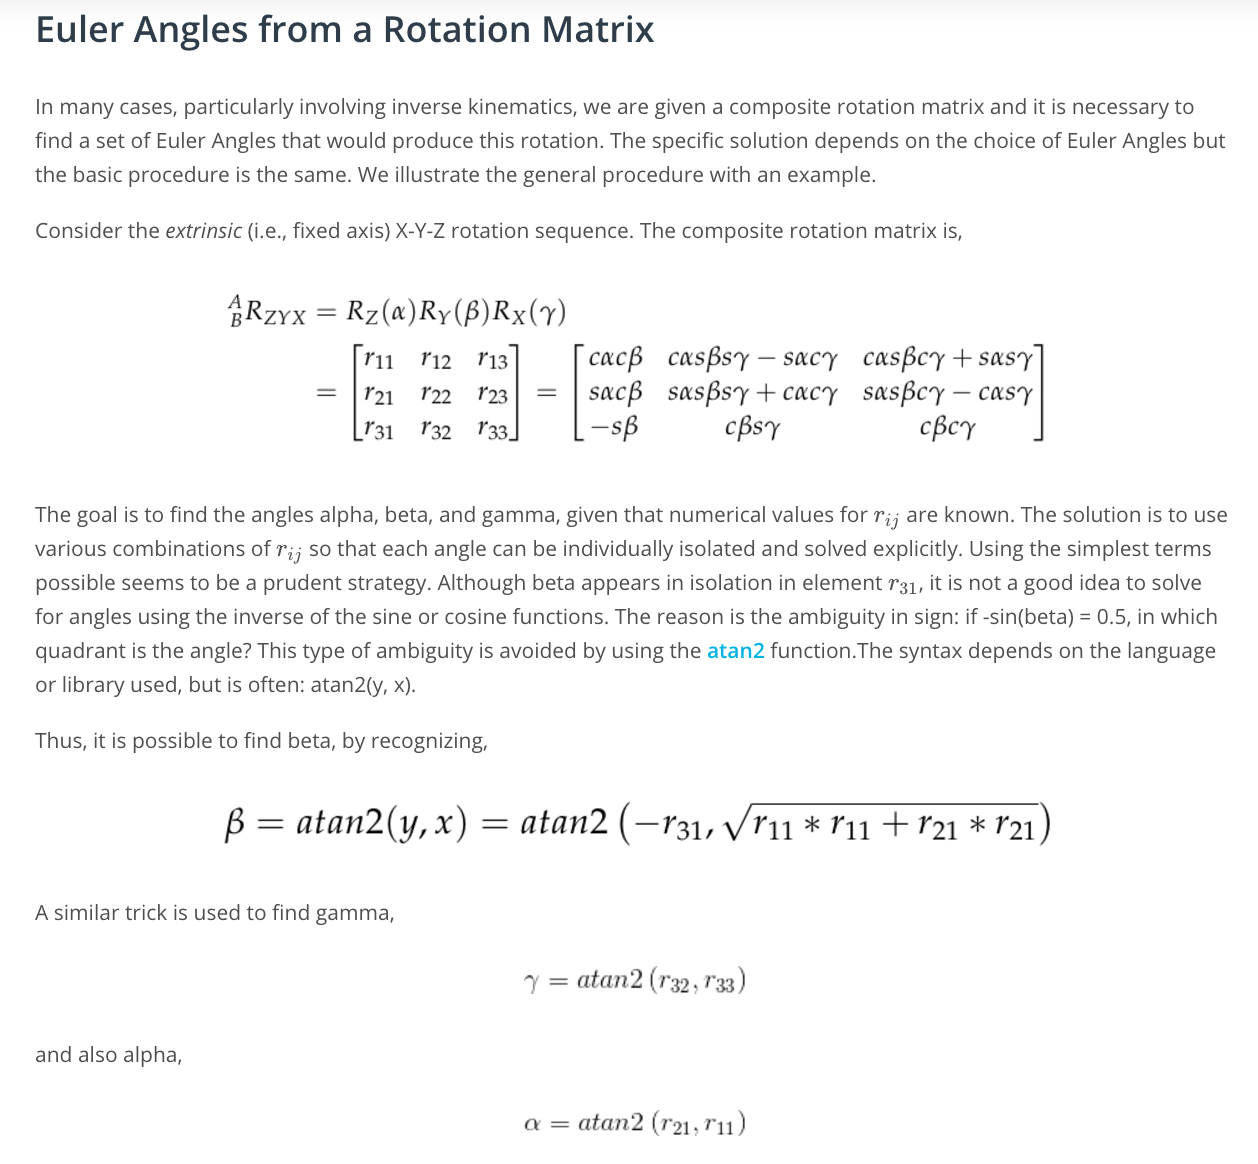 Euler Angles from a Rotation Matrix
In many cases, particularly involving inverse kinematics, we are given a composite rotation matrix and it is necessary to
find a set of Euler Angles that would produce this rotation. The specific solution depends on the choice of Euler Angles but
the basic procedure is the same. We illustrate the general procedure with an example.
Consider the extrinsic (i.e., fixed axis) X-Y-Z rotation sequence. The composite rotation matrix is,
^A_B R_ZYX = R_Z(α)R_Y(β)R_X(γ)
= [r11 r12 r13] = [cαcβ cαsβsγ − sαcγ cαsβcγ + sαsγ]
[r21 r22 r23] [sαcβ sαsβsγ + cαcγ sαsβcγ − cαsγ]
[r31 r32 r33] [−sβ cβsγ cβcγ]
The goal is to find the angles alpha, beta, and gamma, given that numerical values for r_ij are known. The solution is to use
various combinations of r_ij so that each angle can be individually isolated and solved explicitly. Using the simplest terms
possible seems to be a prudent strategy. Although beta appears in isolation in element r31, it is not a good idea to solve
for angles using the inverse of the sine or cosine functions. The reason is the ambiguity in sign: if -sin(beta) = 0.5, in which
quadrant is the angle? This type of ambiguity is avoided by using the atan2 function.The syntax depends on the language
or library used, but is often: atan2(y, x).
Thus, it is possible to find beta, by recognizing,
β = atan2(y, x) = atan2 (−r31, √(r11 * r11 + r21 * r21))
A similar trick is used to find gamma,
γ = atan2 (r32, r33)
and also alpha,
α = atan2 (r21, r11)